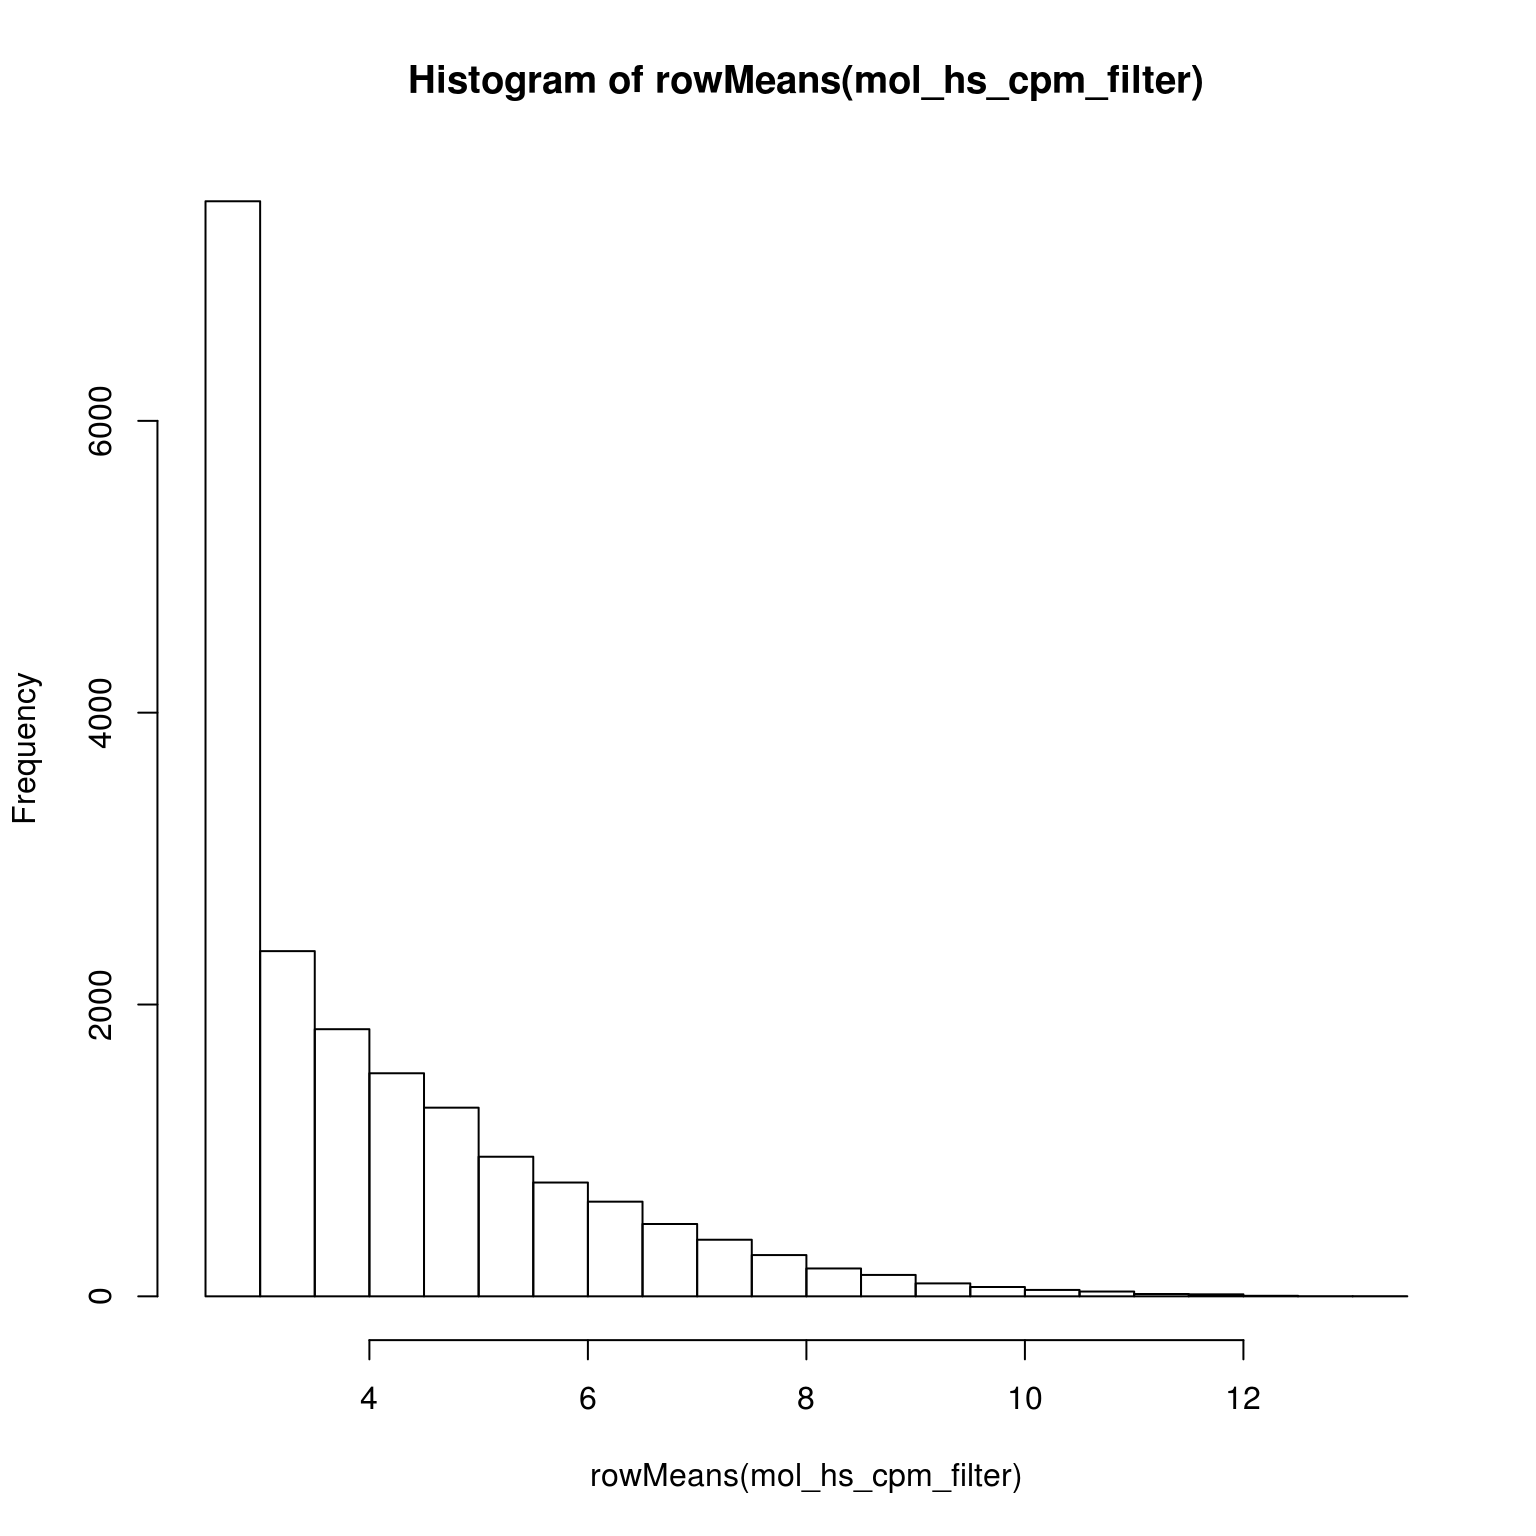 Histogram of rowMeans(mol_hs_cpm_filter)
Frequency
6000
4000
2000
0
4 6 8 10 12
rowMeans(mol_hs_cpm_filter)